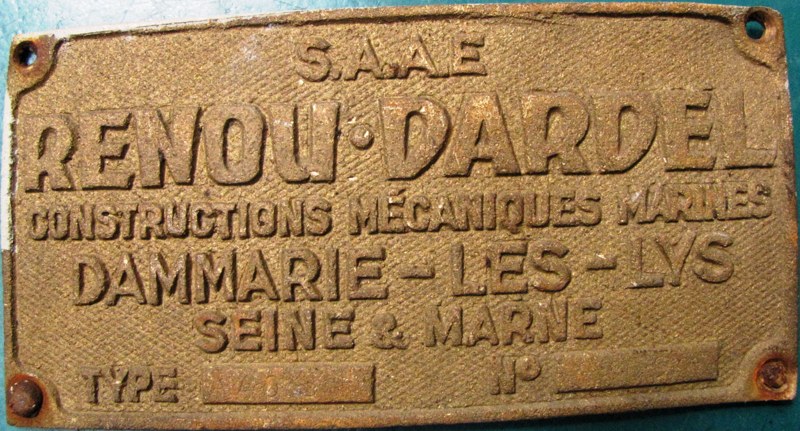 S.A.A.E
RENOU·DARDEL
CONSTRUCTIONS MÉCANIQUES MARINES
DAMMARIE-LES-LYS
SEINE & MARNE
TYPE N°